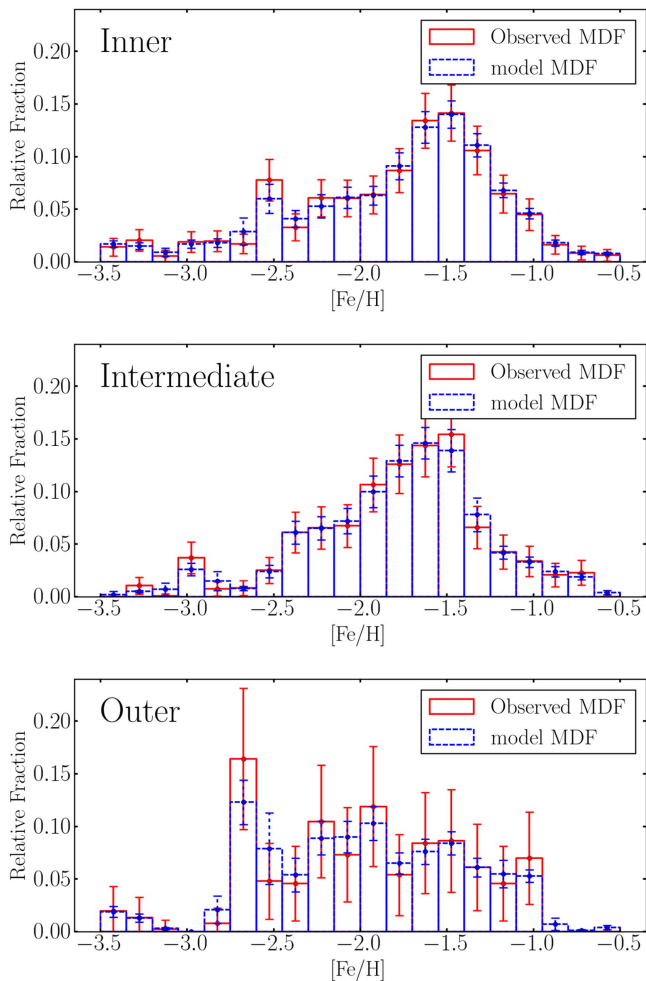 Inner
Observed MDF
model MDF
Relative Fraction
0.20
0.15
0.10
0.05
0.00
−3.5 −3.0 −2.5 −2.0 −1.5 −1.0 −0.5
[Fe/H]
Intermediate
Observed MDF
model MDF
Relative Fraction
0.20
0.15
0.10
0.05
0.00
−3.5 −3.0 −2.5 −2.0 −1.5 −1.0 −0.5
[Fe/H]
Outer
Observed MDF
model MDF
Relative Fraction
0.20
0.15
0.10
0.05
0.00
−3.5 −3.0 −2.5 −2.0 −1.5 −1.0 −0.5
[Fe/H]